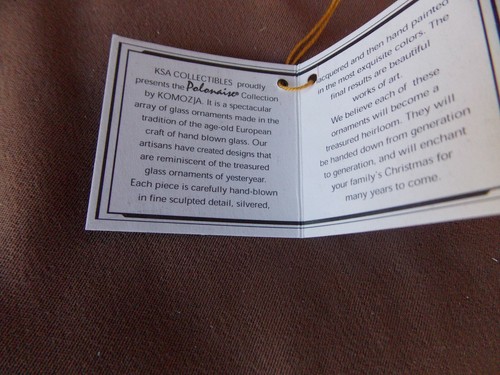 KSA COLLECTIBLES proudly
presents the Polonaise Collection
by KOMOZJA. It is a spectacular
array of glass ornaments made in the
tradition of the age-old European
craft of hand blown glass. Our
artisans have created designs that
are reminiscent of the treasured
glass ornaments of yesteryear.
Each piece is carefully hand-blown
in fine sculpted detail, silvered,
lacquered and then hand painted
in the most exquisite colors. The
final results are beautiful
works of art.
We believe each of these
ornaments will become a
treasured heirloom. They will
be handed down from generation
to generation, and will enchant
your family's Christmas for
many years to come.